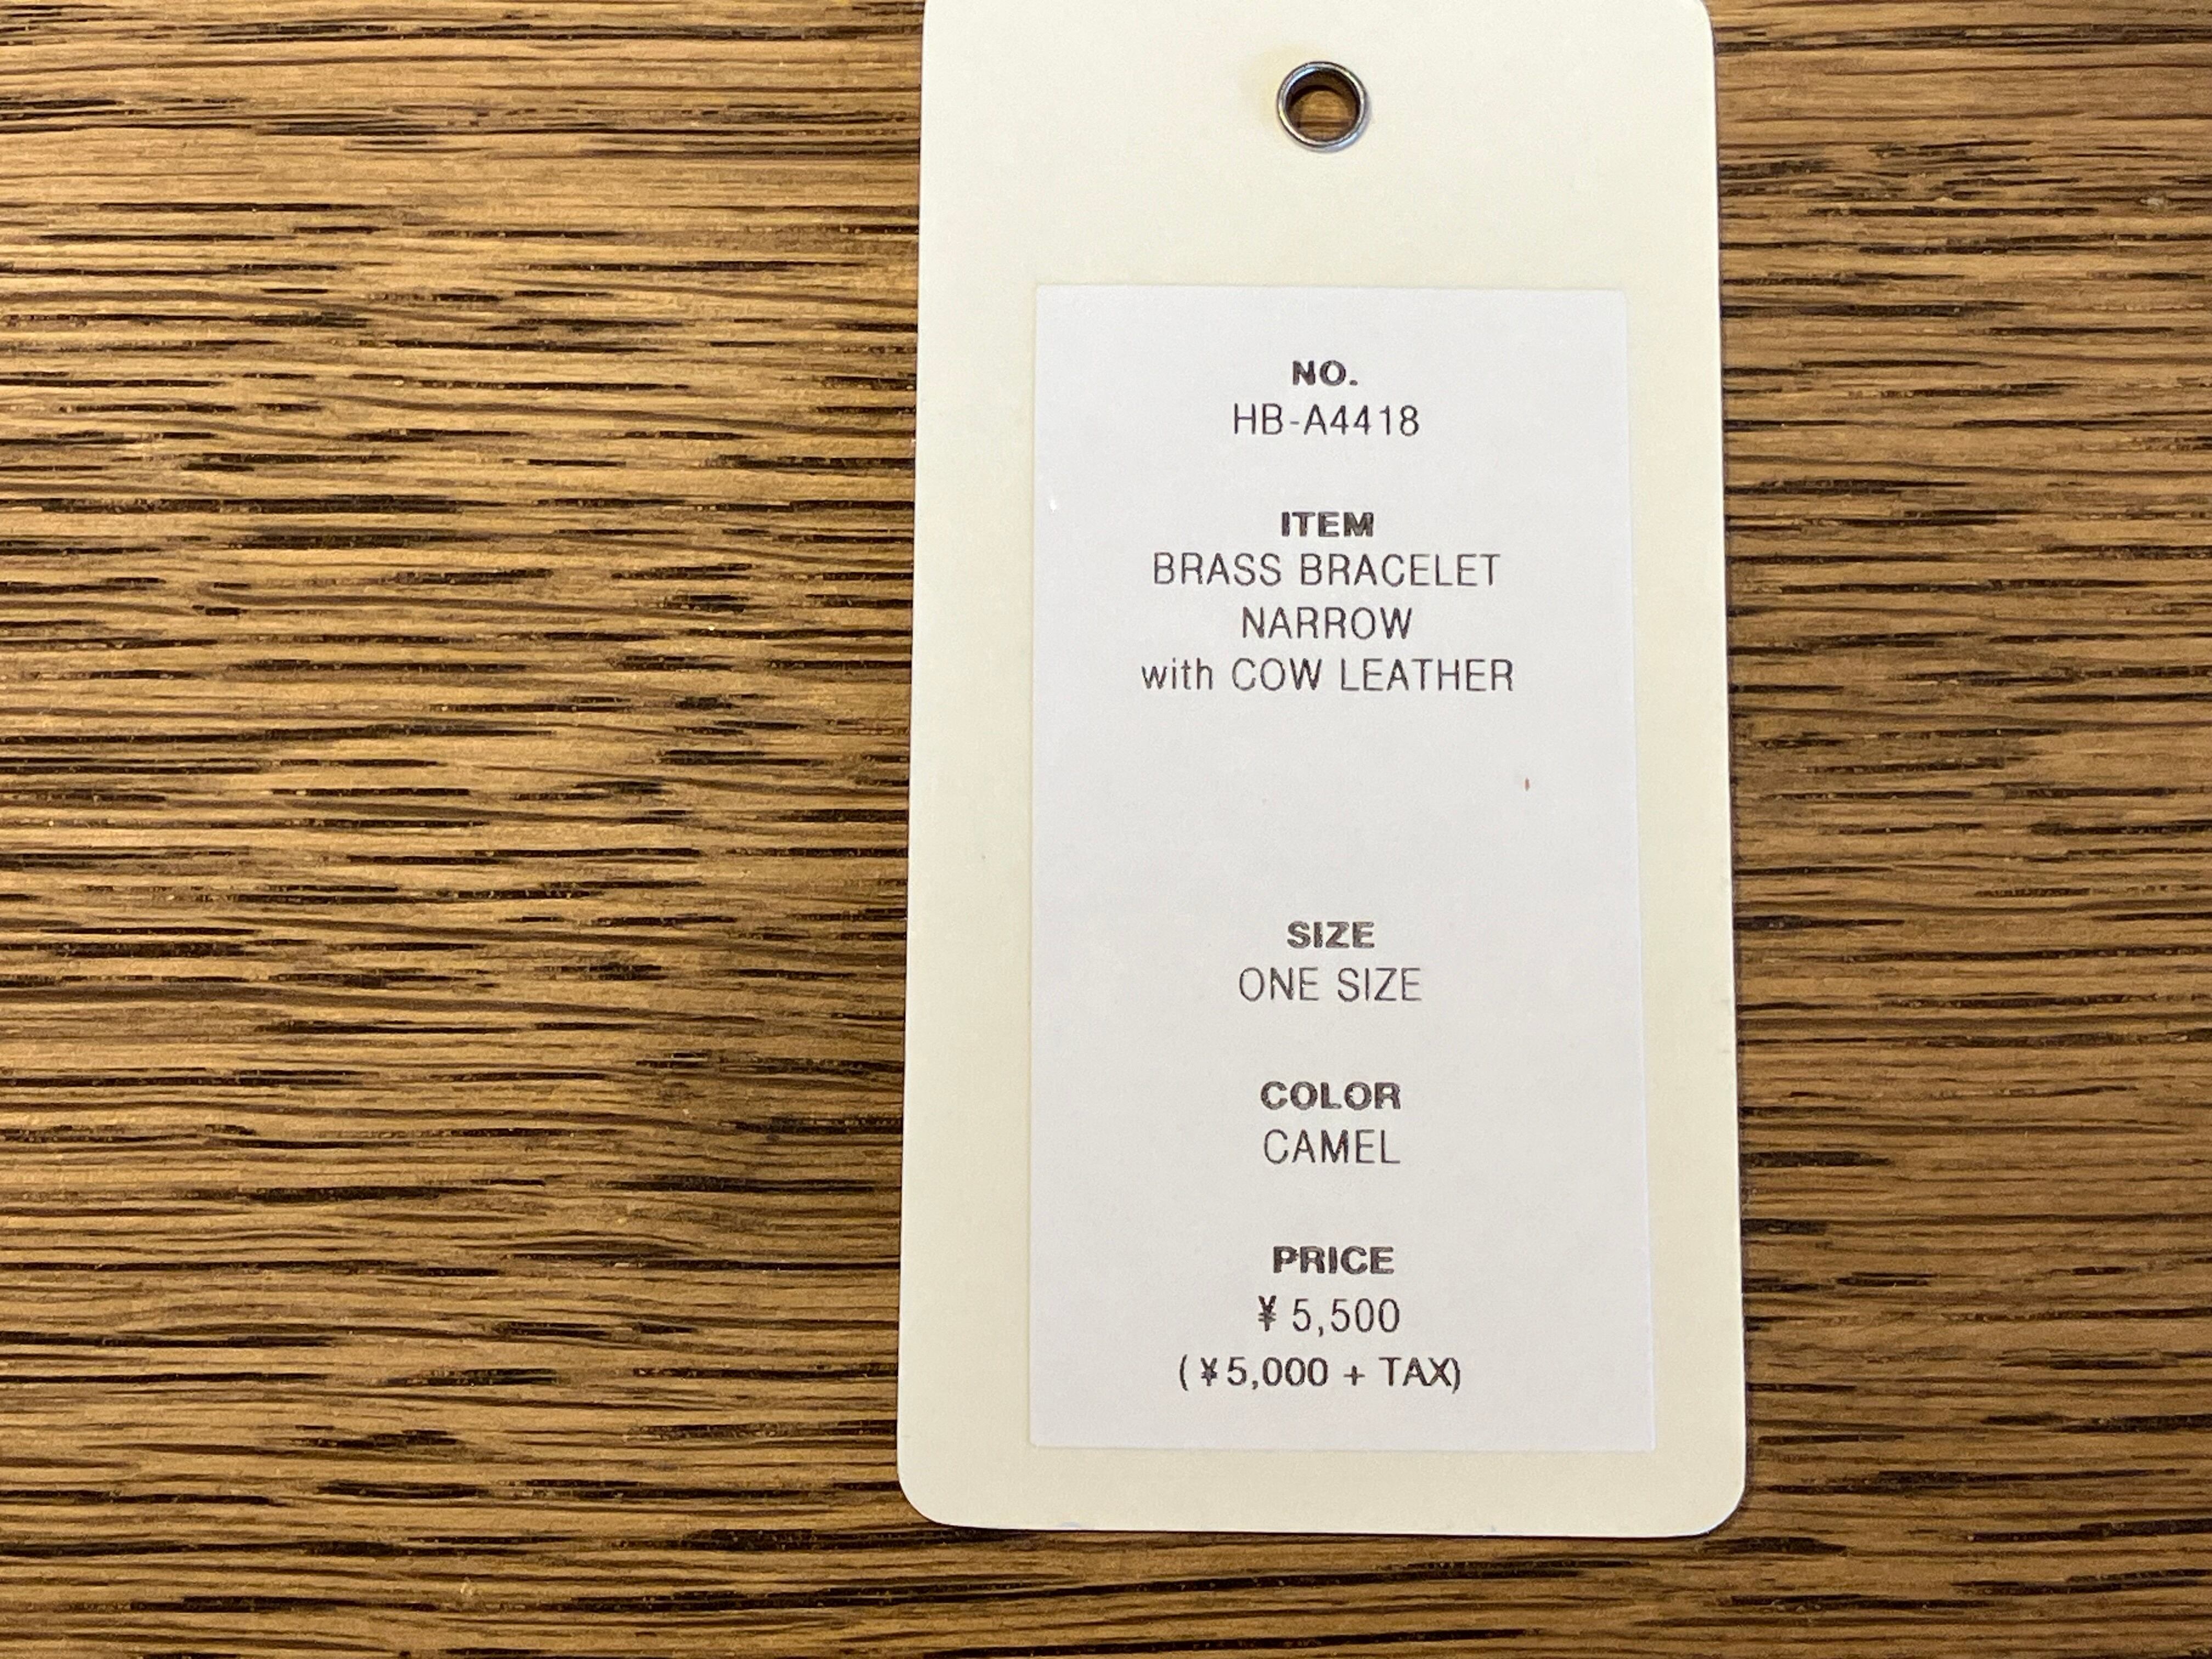 NO.
HB-A4418
ITEM
BRASS BRACELET
NARROW
with COW LEATHER
SIZE
ONE SIZE
COLOR
CAMEL
PRICE
¥ 5,500
(¥5,000 + TAX)